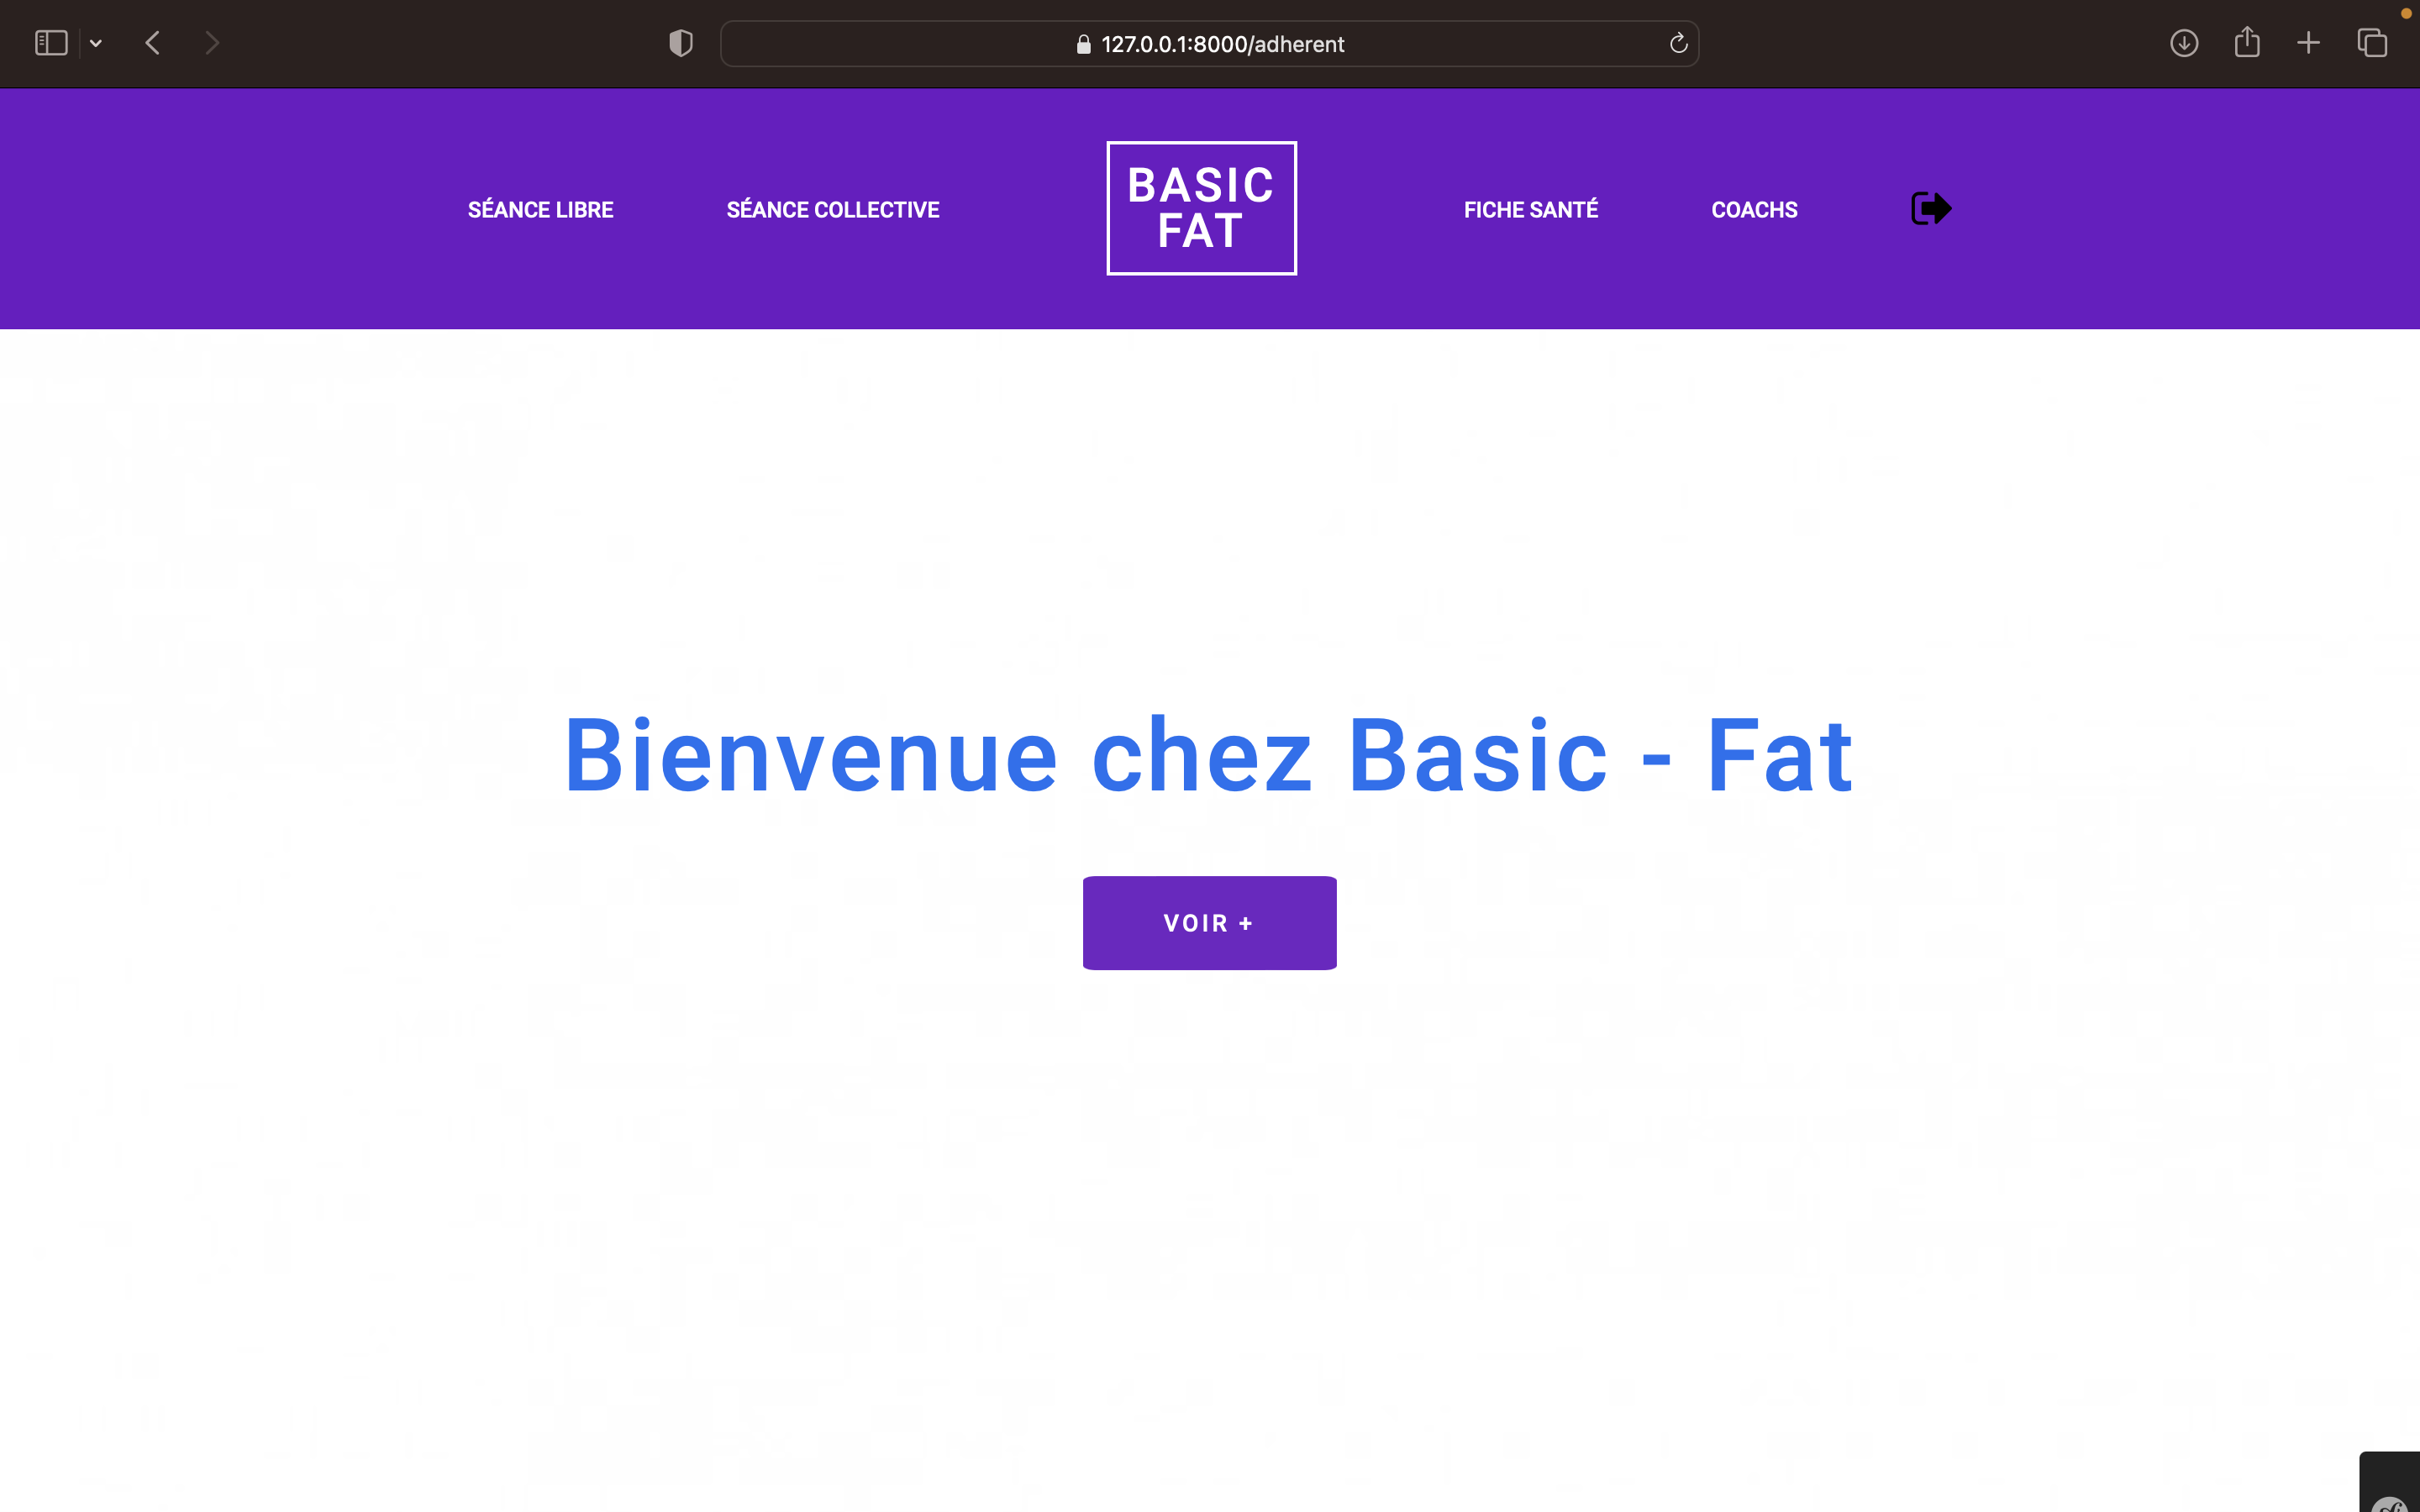 127.0.0.1:8000/adherent
SÉANCE LIBRE
SÉANCE COLLECTIVE
BASIC
FAT
FICHE SANTÉ
COACHS
Bienvenue chez Basic - Fat
VOIR +